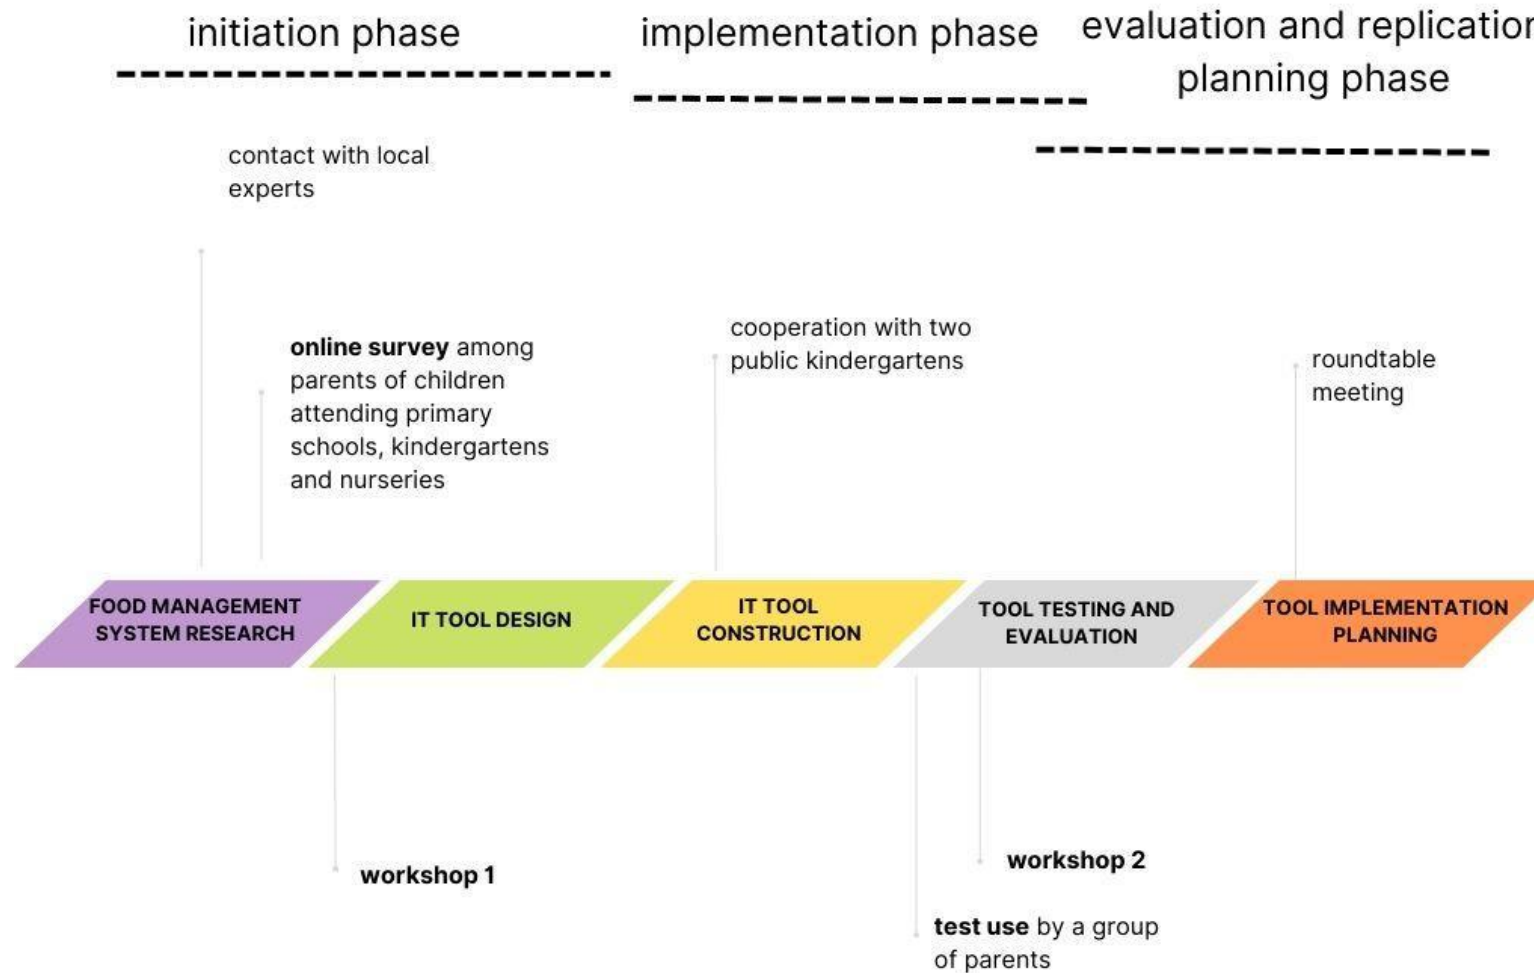 initiation phase
implementation phase
evaluation and replication
planning phase
contact with local
experts
online survey among
parents of children
attending primary
schools, kindergartens
and nurseries
cooperation with two
public kindergartens
roundtable
meeting
FOOD MANAGEMENT
SYSTEM RESEARCH
IT TOOL DESIGN
IT TOOL
CONSTRUCTION
TOOL TESTING AND
EVALUATION
TOOL IMPLEMENTATION
PLANNING
workshop 1
workshop 2
test use by a group
of parents